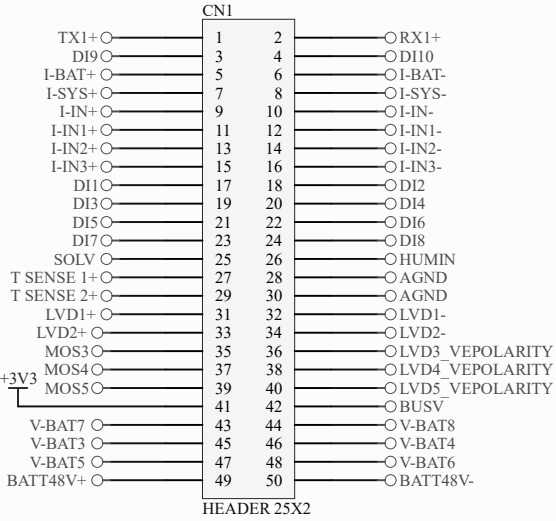 CN1
TX1+ 1 2 RX1+
DI9 3 4 DI10
I-BAT+ 5 6 I-BAT-
I-SYS+ 7 8 I-SYS-
I-IN+ 9 10 I-IN-
I-IN1+ 11 12 I-IN1-
I-IN2+ 13 14 I-IN2-
I-IN3+ 15 16 I-IN3-
DI1 17 18 DI2
DI3 19 20 DI4
DI5 21 22 DI6
DI7 23 24 DI8
SOLV 25 26 HUMIN
T SENSE 1+ 27 28 AGND
T SENSE 2+ 29 30 AGND
LVD1+ 31 32 LVD1-
LVD2+ 33 34 LVD2-
MOS3 35 36 LVD3_VEPOLARITY
MOS4 37 38 LVD4_VEPOLARITY
+3V3
MOS5 39 40 LVD5_VEPOLARITY
41 42 BUSV
V-BAT7 43 44 V-BAT8
V-BAT3 45 46 V-BAT4
V-BAT5 47 48 V-BAT6
BATT48V+ 49 50 BATT48V-
HEADER 25X2